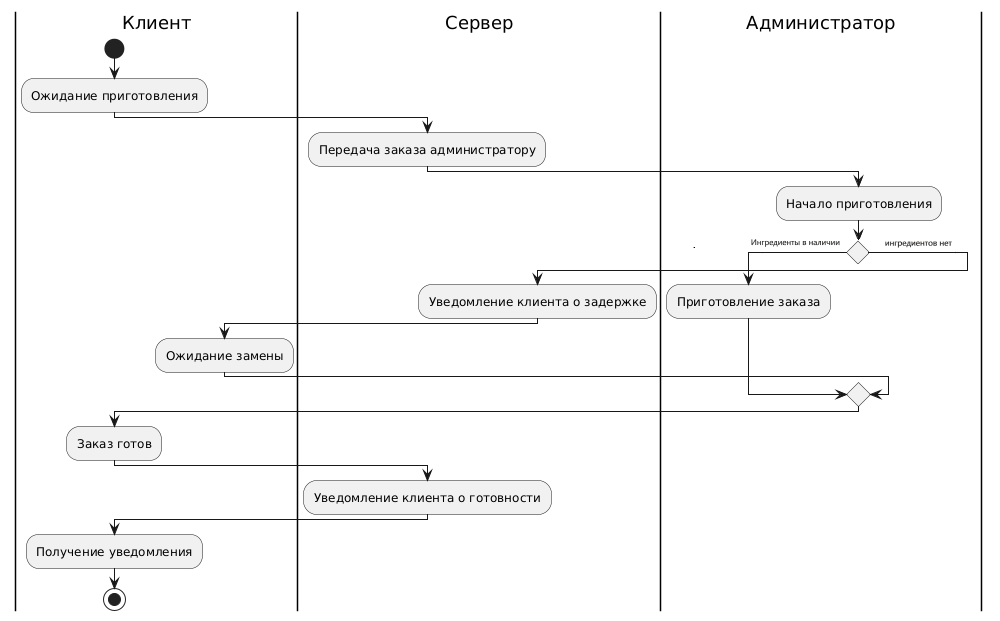 Клиент
Сервер
Администратор
Ожидание приготовления
Передача заказа администратору
Начало приготовления
Ингредиенты в наличии
ингредиентов нет
Уведомление клиента о задержке
Приготовление заказа
Ожидание замены
Заказ готов
Уведомление клиента о готовности
Получение уведомления